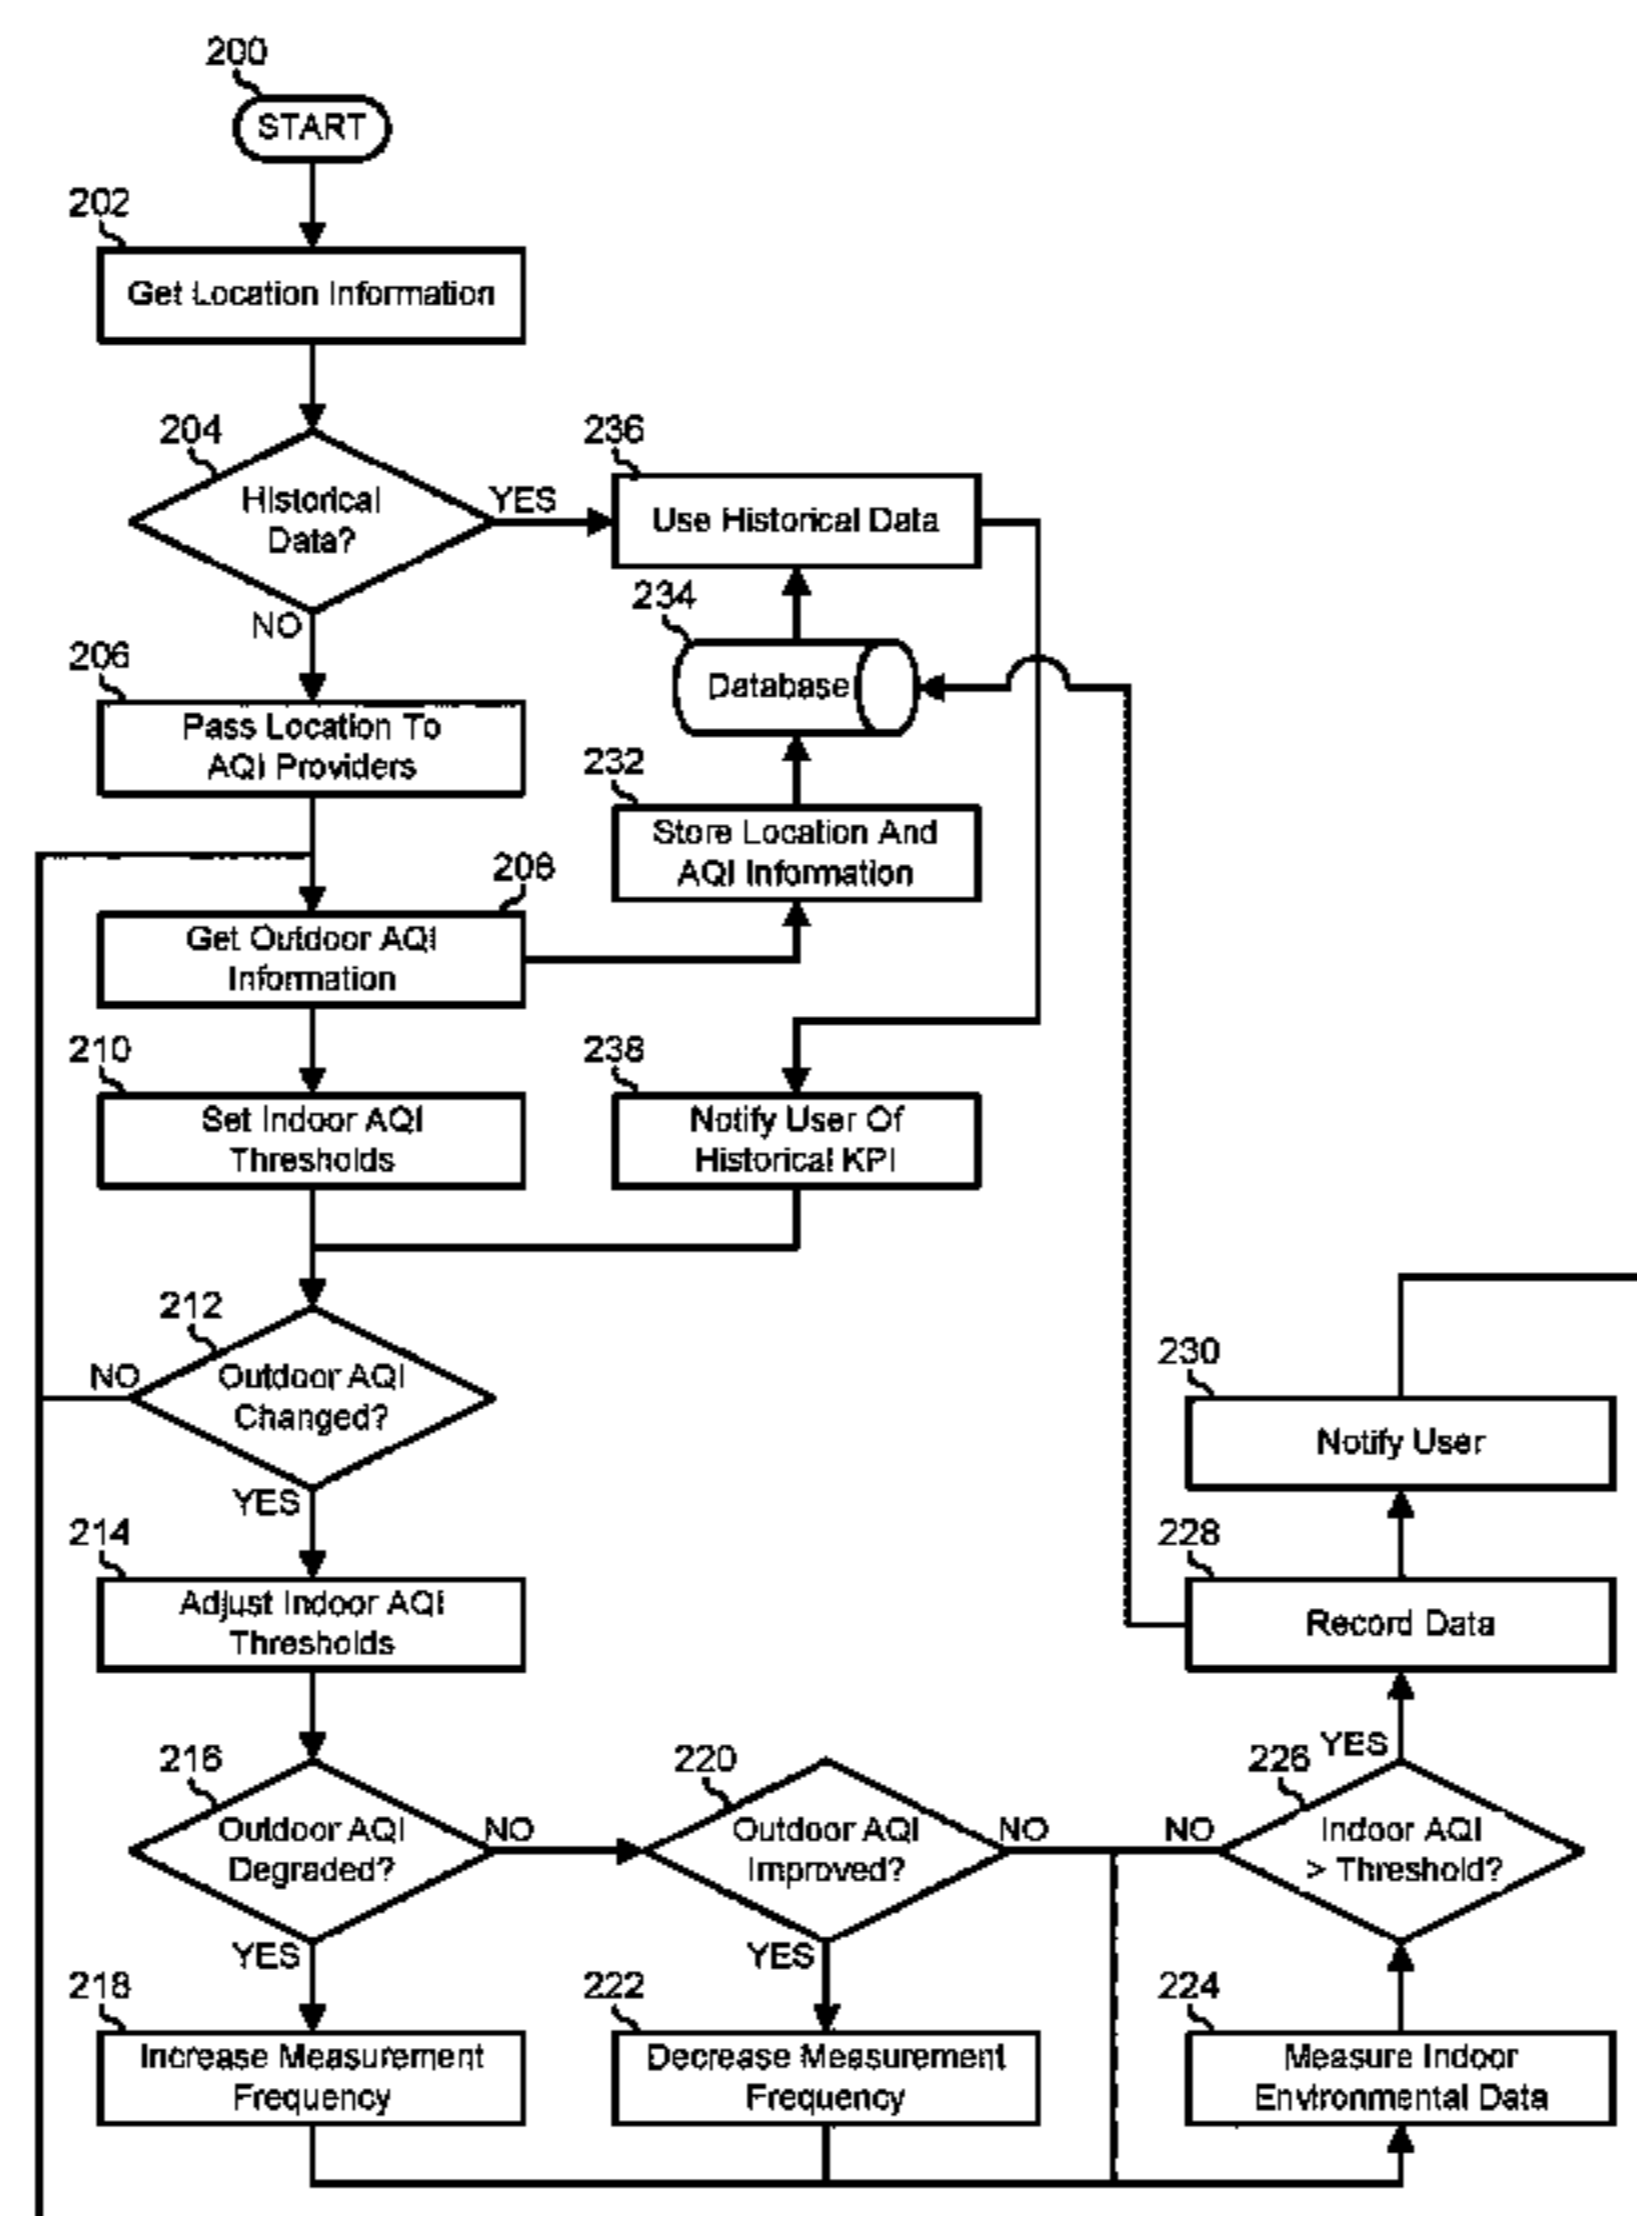 200
START
202
Get Location Information
204
Historical
Data?
YES
NO
236
Use Historical Data
234
Database
206
Pass Location To
AQI Providers
232
Store Location And
AQI Information
208
Get Outdoor AQI
Information
210
Set Indoor AQI
Thresholds
238
Notify User Of
Historical KPI
212
Outdoor AQI
Changed?
NO
YES
230
Notify User
214
Adjust Indoor AQI
Thresholds
228
Record Data
216
Outdoor AQI
Degraded?
NO
YES
220
Outdoor AQI
Improved?
NO
YES
226
YES
NO
Indoor AQI
> Threshold?
218
Increase Measurement
Frequency
222
Decrease Measurement
Frequency
224
Measure Indoor
Environmental Data